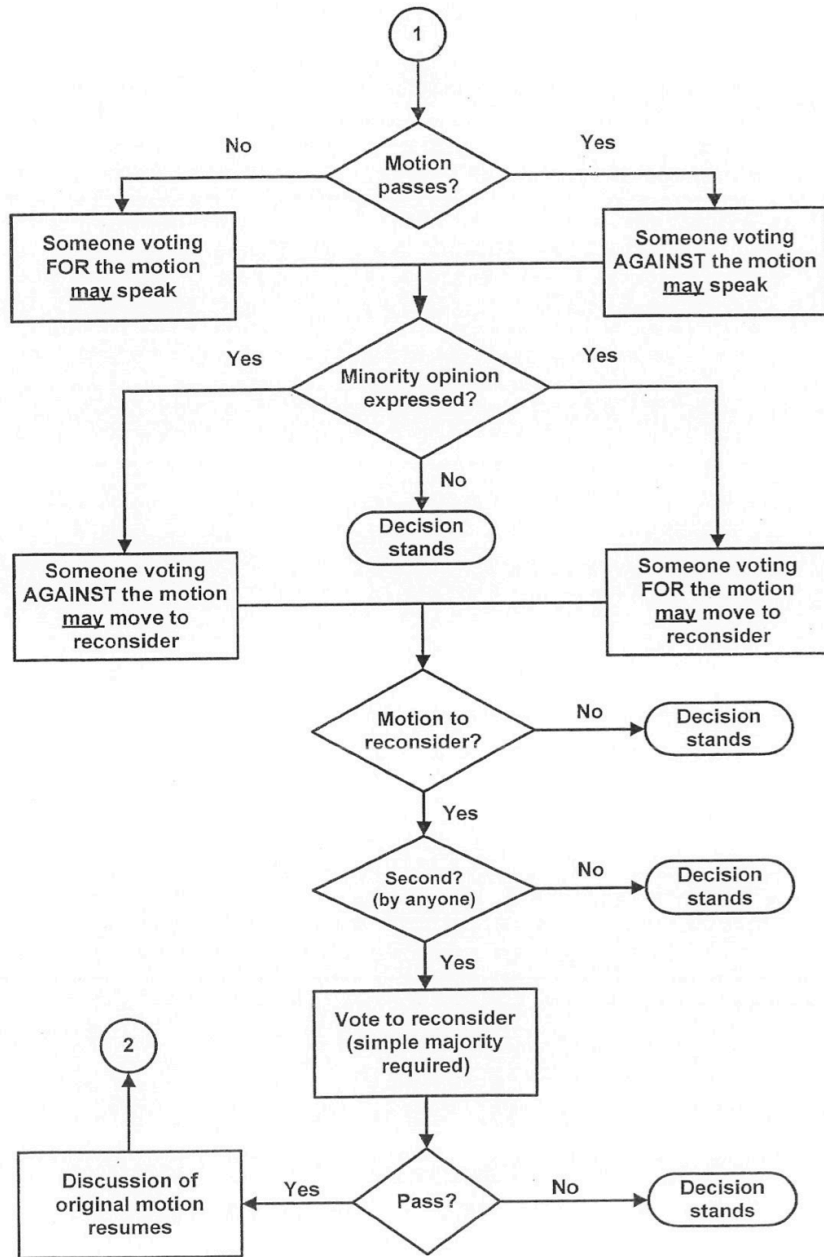 1
No
Yes
Motion
passes?
Someone voting
FOR the motion
may speak
Someone voting
AGAINST the motion
may speak
Yes
Yes
Minority opinion
expressed?
No
Decision
stands
Someone voting
AGAINST the motion
may move to
reconsider
Someone voting
FOR the motion
may move to
reconsider
Motion to
reconsider?
No
Decision
stands
Yes
Second?
(by anyone)
No
Decision
stands
Yes
Vote to reconsider
(simple majority
required)
2
Discussion of
original motion
resumes
Yes
Pass?
No
Decision
stands